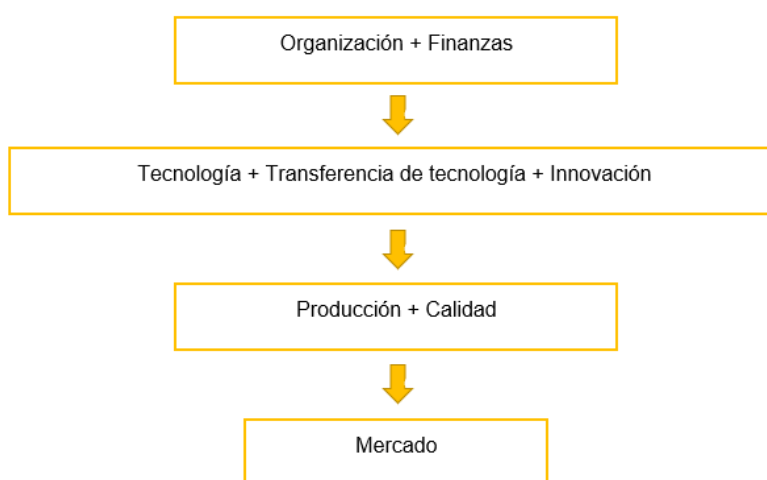 Organización + Finanzas
Tecnología + Transferencia de tecnología + Innovación
Producción + Calidad
Mercado